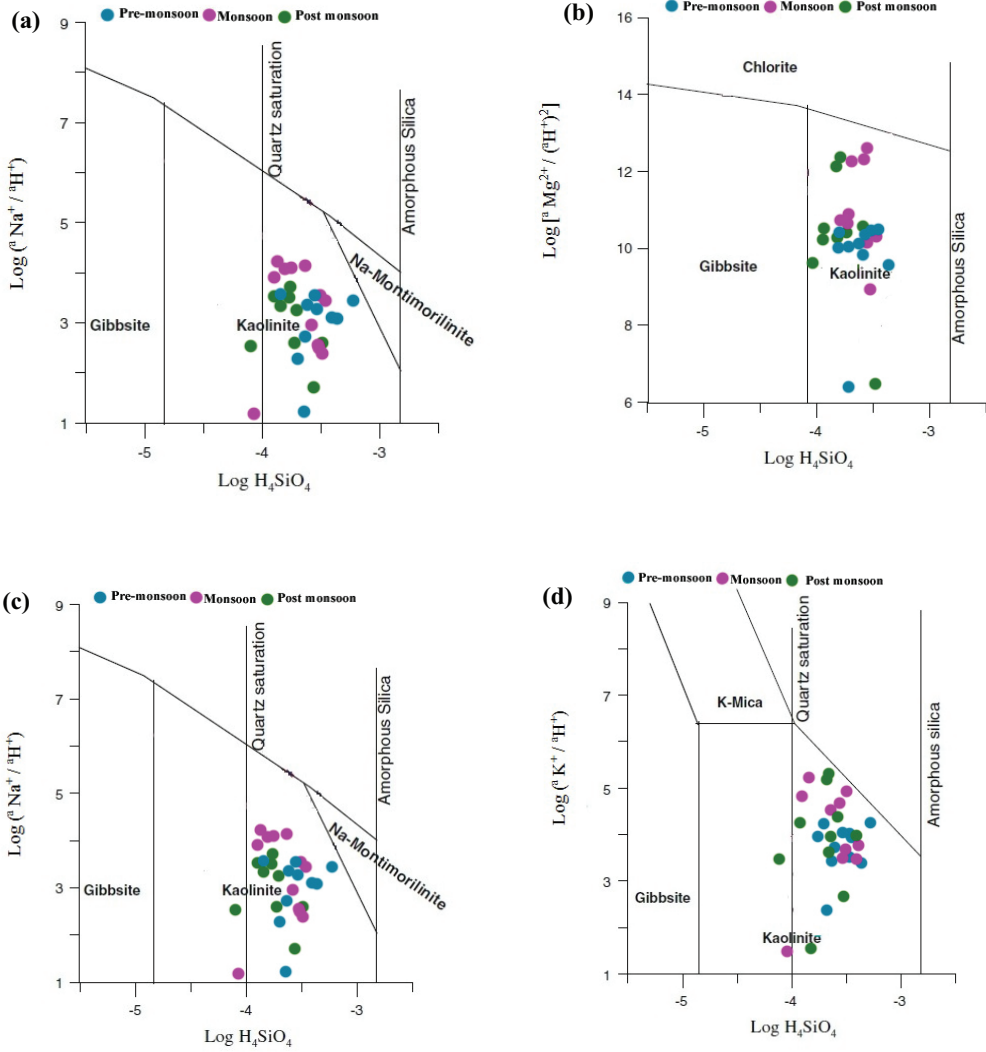 (a)
Pre-monsoon Monsoon Post monsoon
9
7
5
3
1
Log (ᵃ Na⁺ / ᵃH⁺)
Quartz saturation
Amorphous Silica
Na-Montimorilinite
Gibbsite
Kaolinite
-5 -4 -3
Log H₄SiO₄
(b)
Pre-monsoon Monsoon Post monsoon
16
14
12
10
8
6
Log [ᵃ Mg²⁺ / (ᵃH⁺)²]
Chlorite
Gibbsite
Kaolinite
Amorphous Silica
-5 -4 -3
Log H₄SiO₄
(c)
Pre-monsoon Monsoon Post monsoon
9
7
5
3
1
Log (ᵃ Na⁺ / ᵃH⁺)
Quartz saturation
Amorphous Silica
Na-Montimorilinite
Gibbsite
Kaolinite
-5 -4 -3
Log H₄SiO₄
(d)
Pre-monsoon Monsoon Post monsoon
9
7
5
3
1
Log (ᵃ K⁺ / ᵃH⁺)
K-Mica
Quartz saturation
Amorphous silica
Gibbsite
Kaolinite
-5 -4 -3
Log H₄SiO₄